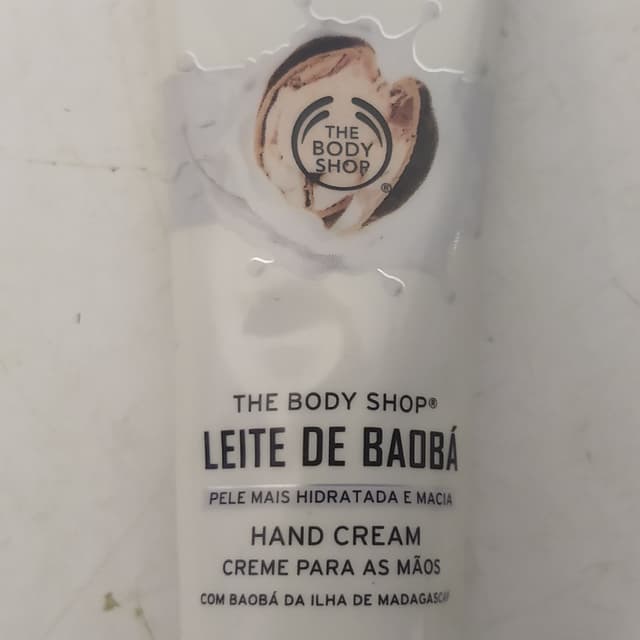 THE
BODY
SHOP
®
THE BODY SHOP®
LEITE DE BAOBÁ
PELE MAIS HIDRATADA E MACIA
HAND CREAM
CREME PARA AS MÃOS
COM BAOBÁ DA ILHA DE MADAGASCAR